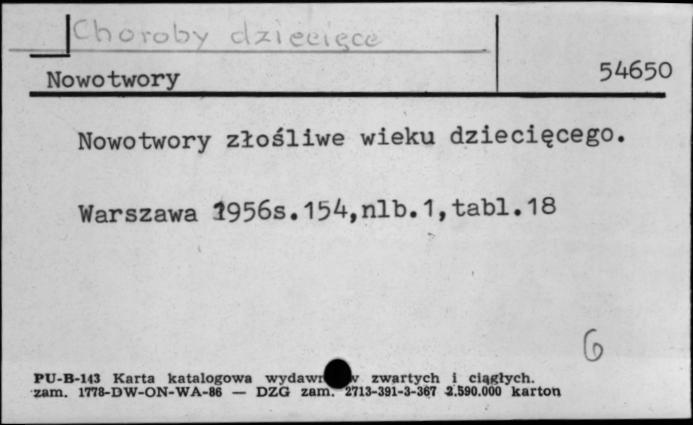 Choroby dziecięce
Nowotwory 54650
Nowotwory złośliwe wieku dziecięcego.
Warszawa 1956s.154,nlb.1,tabl.18
6
PU-B-143 Karta katalogowa zwartych i ciągłych.
zam. 1778-DW-ON-WA-86 — DZG zam. 2713-391-3-367 2.590.000 karton